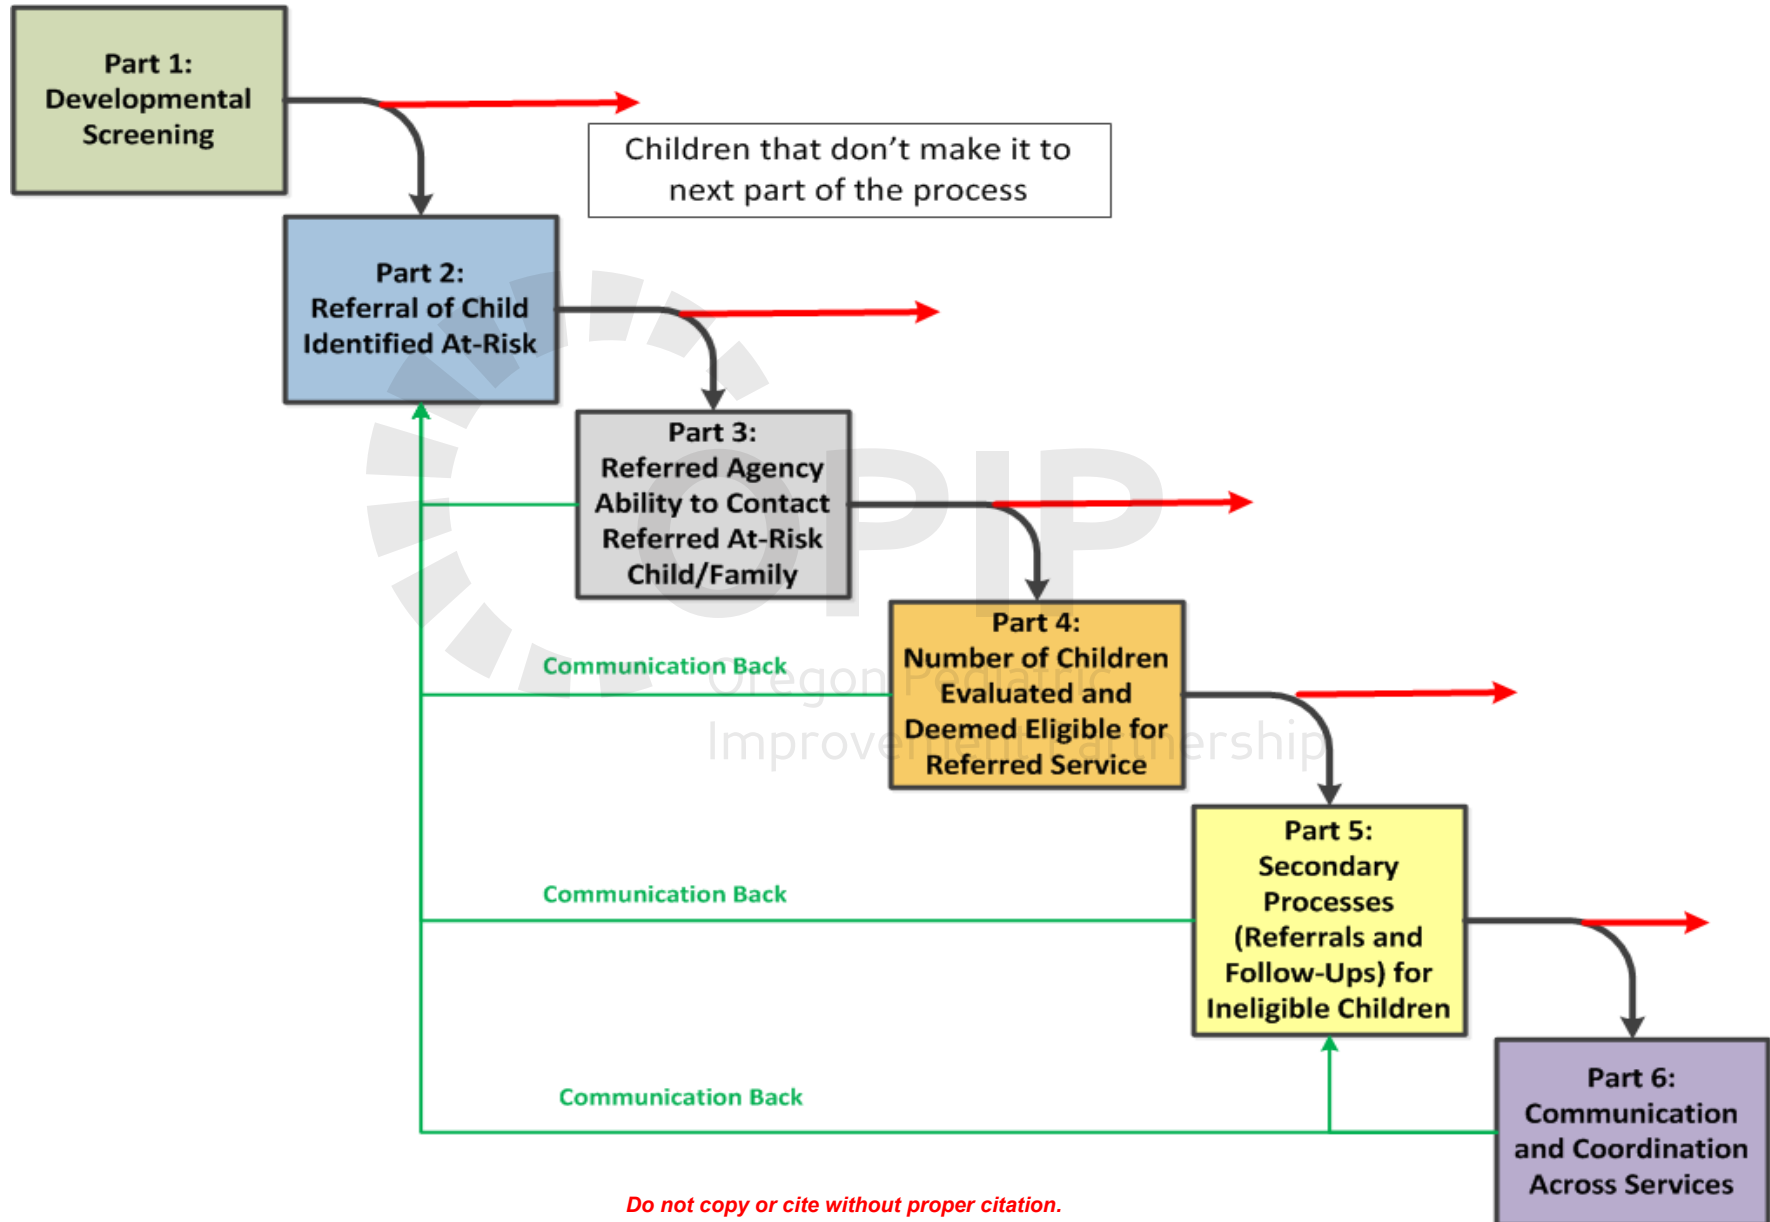 Part 1:
Developmental
Screening
Children that don't make it to
next part of the process
Part 2:
Referral of Child
Identified At-Risk
Part 3:
Referred Agency
Ability to Contact
Referred At-Risk
Child/Family
OPIP
Oregon Pediatric
Improvement Partnership
Part 4:
Number of Children
Evaluated and
Deemed Eligible for
Referred Service
Communication Back
Part 5:
Secondary
Processes
(Referrals and
Follow-Ups) for
Ineligible Children
Communication Back
Part 6:
Communication
and Coordination
Across Services
Communication Back
Do not copy or cite without proper citation.